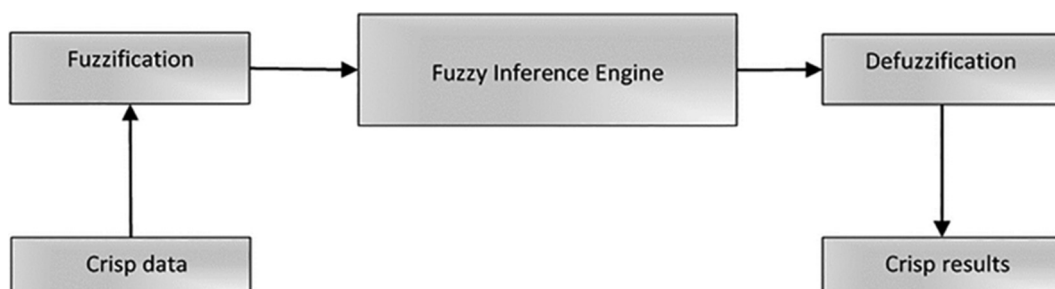 Fuzzification
Fuzzy Inference Engine
Defuzzification
Crisp data
Crisp results